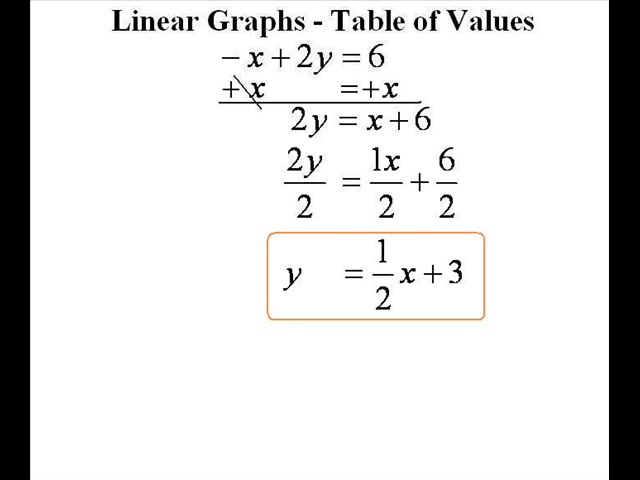 Linear Graphs - Table of Values
− x + 2y = 6
+ x = + x
2y = x + 6
2y/2 = 1x/2 + 6/2
y = 1/2 x + 3